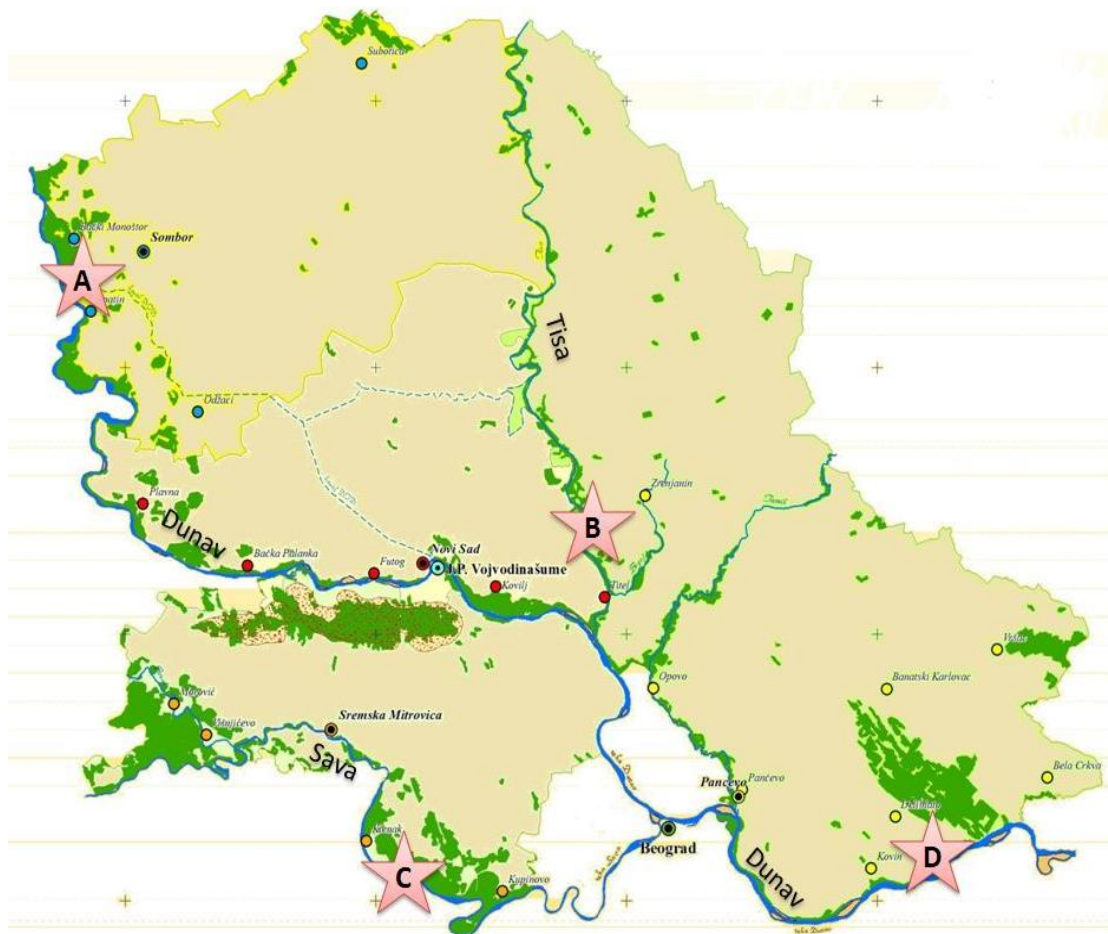 Subotica
Bački Monoštor
Sombor
A
Tisa
Odžaci
Plavna
Dunav
Zrenjanin
B
Novi Sad
Bačka Palanka
Futog
J.P. Vojvodinašume
Kovilj
Titel
Opovo
Banatski Karlovac
Morović
Sremska Mitrovica
Sava
Bela Crkva
Pančevo
Pančevo
Beograd
C
Kupinovo
Dunav
Kovin
D